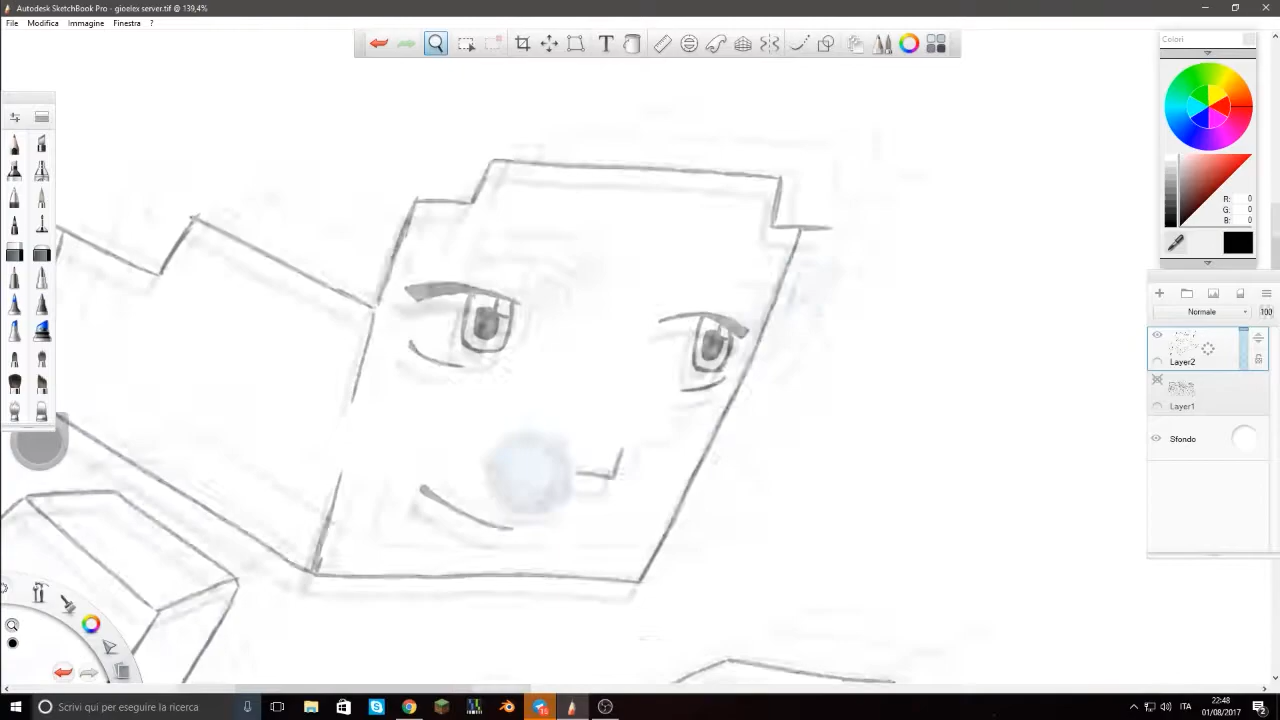 Autodesk SketchBook Pro - gioelex server.tif @ 139,4%
File Modifica Immagine Finestra ?
Colori
R: 0
G: 0
B: 0
Normale 100
Layer2
Layer1
Sfondo
Scrivi qui per eseguire la ricerca
ITA
22:48
01/08/2017
2